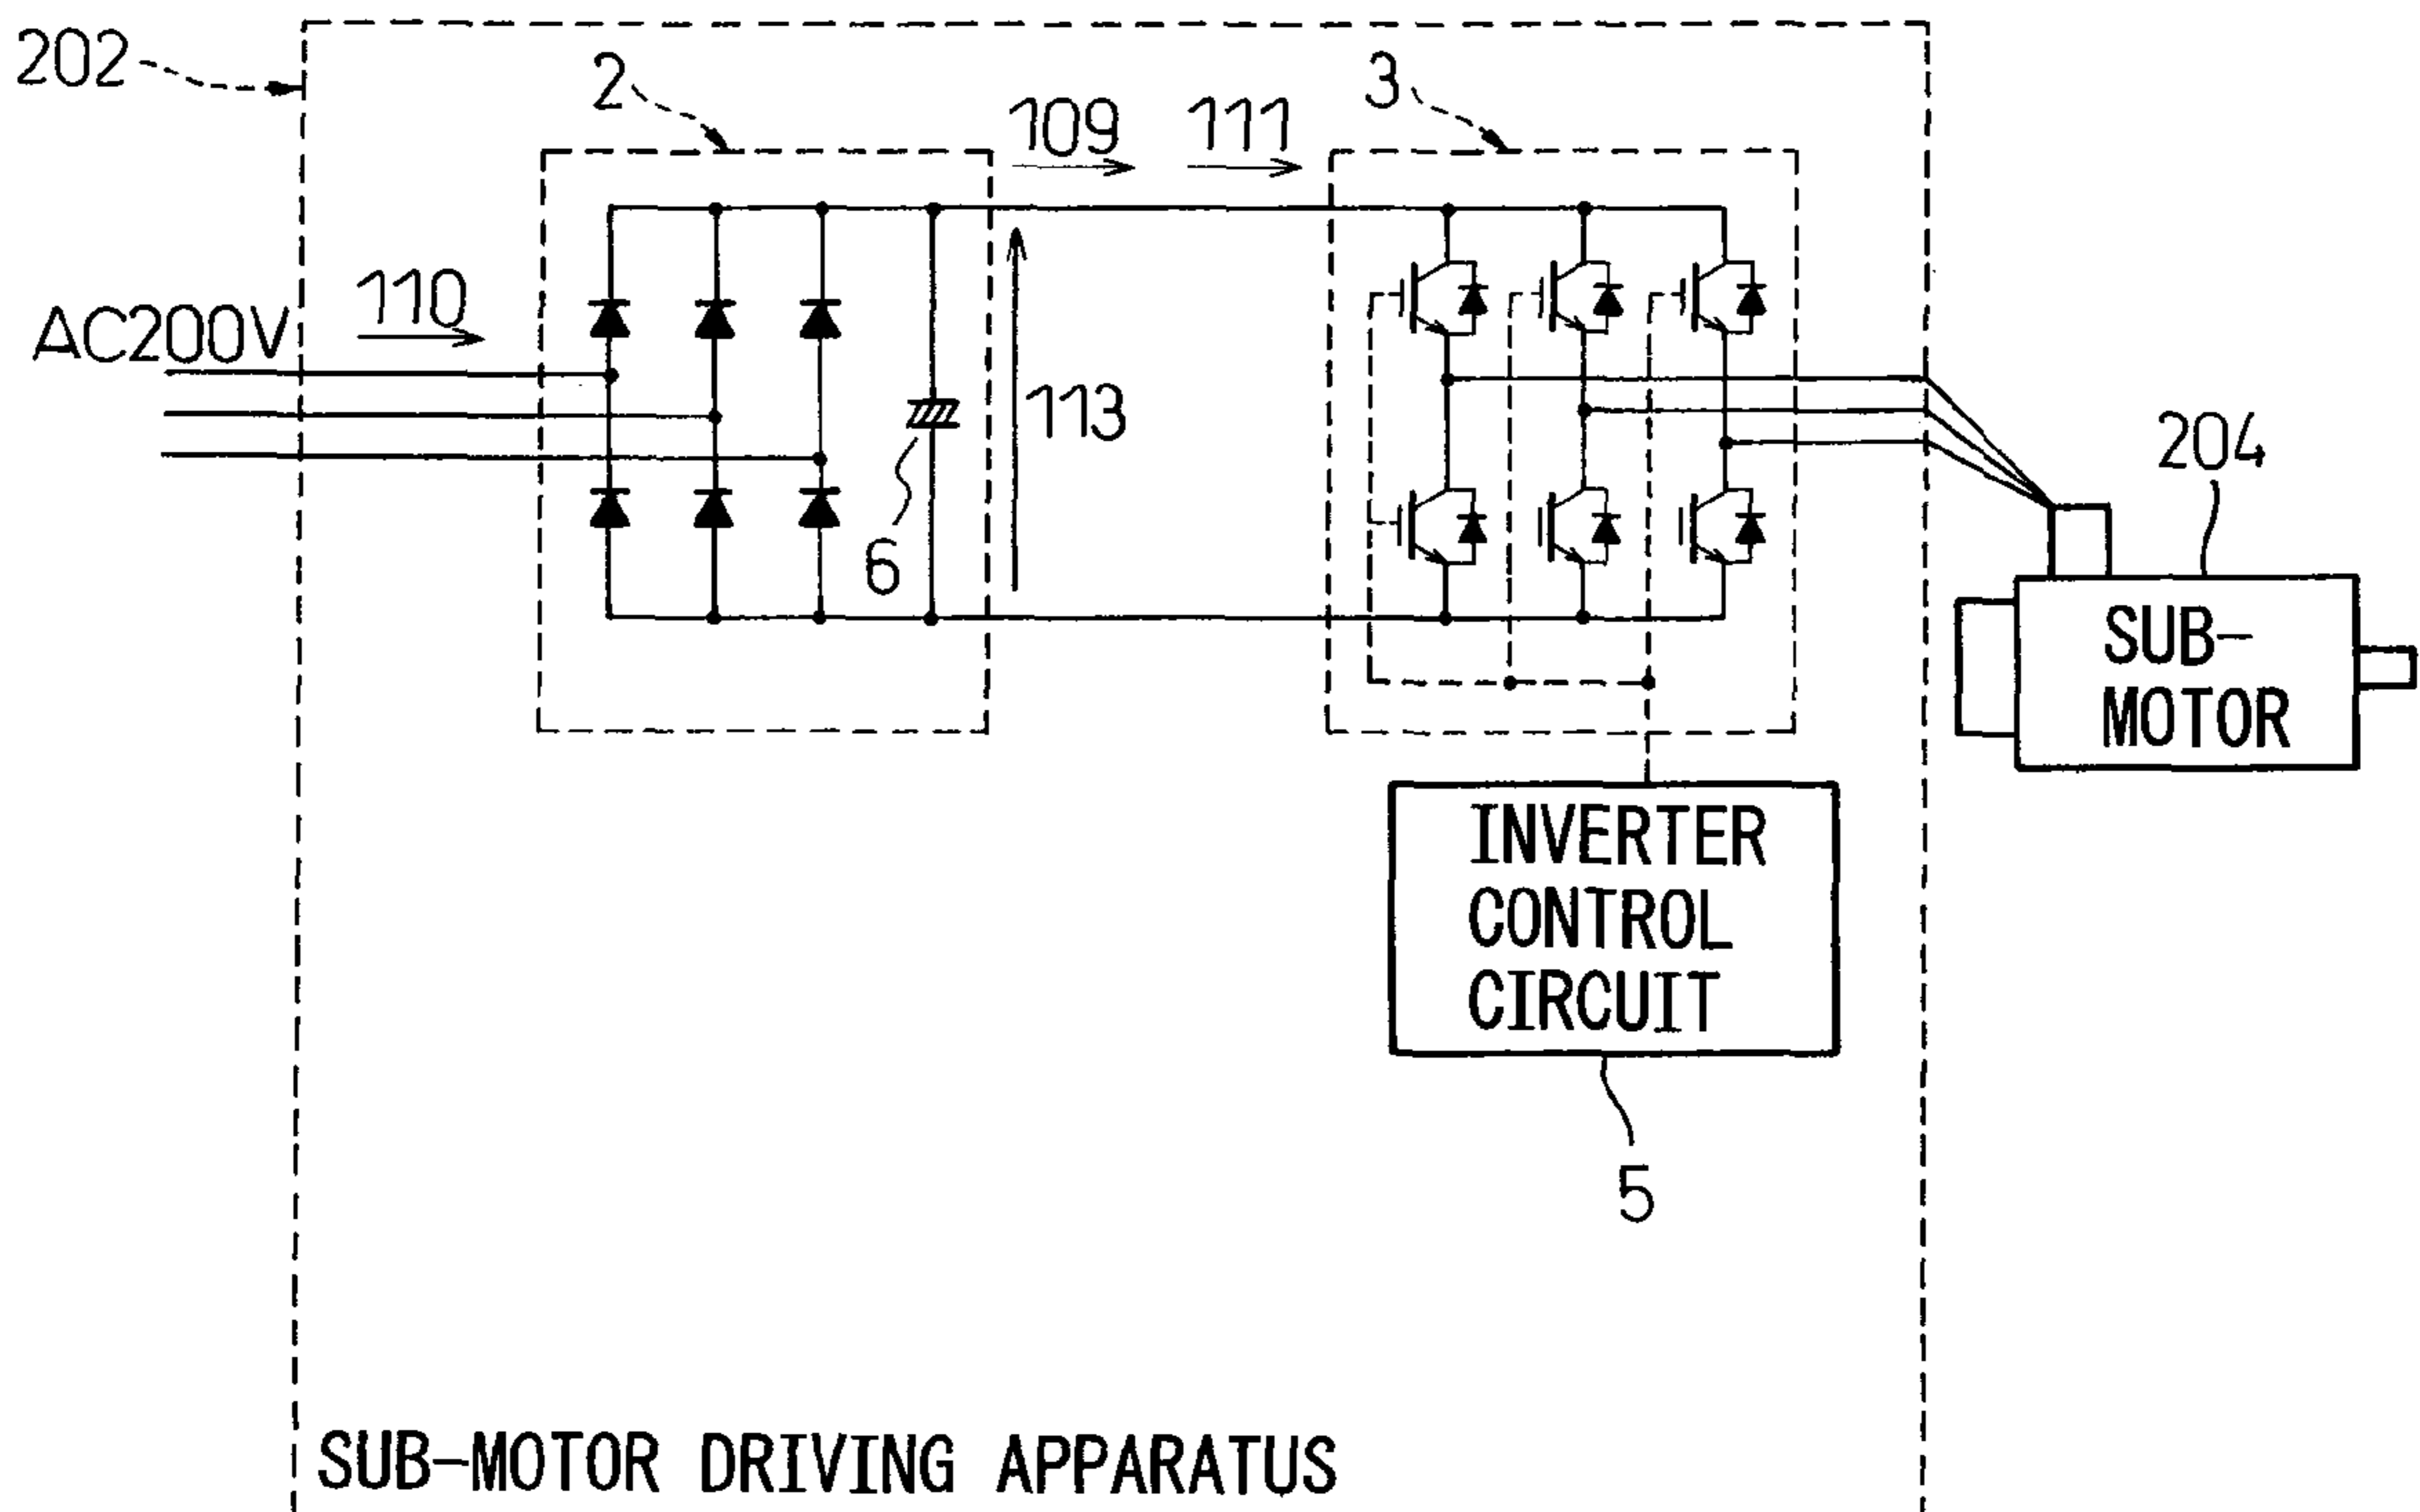 202
2
109
111
3
110
AC200V
113
204
6
SUB-
MOTOR
INVERTER
CONTROL
CIRCUIT
5
SUB-MOTOR DRIVING APPARATUS